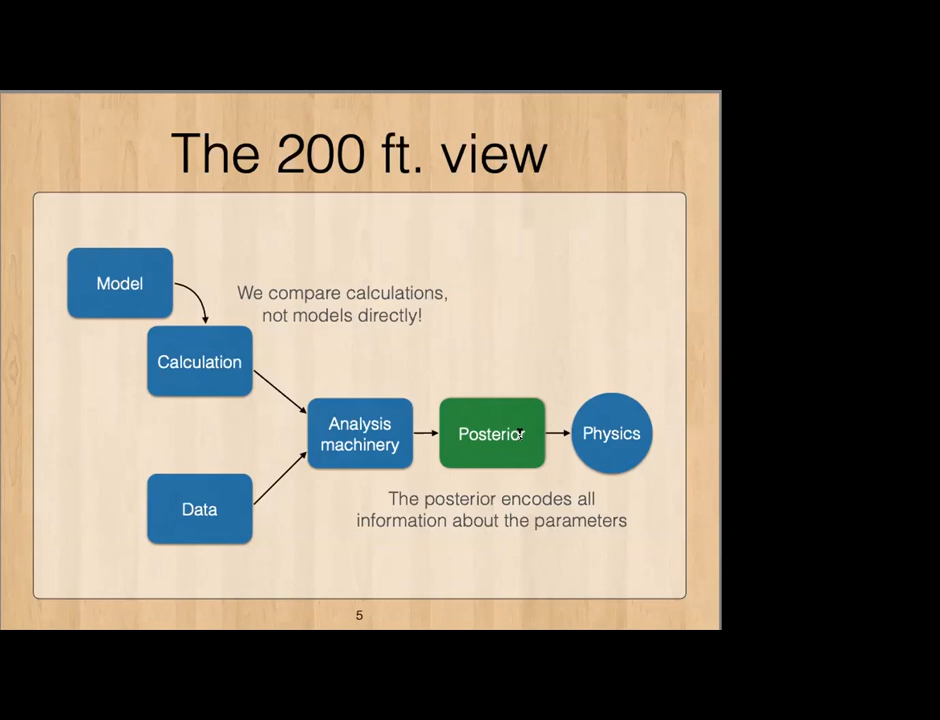 The 200 ft. view
Model
We compare calculations,
not models directly!
Calculation
Analysis
machinery
Posterior
Physics
Data
The posterior encodes all
information about the parameters
5